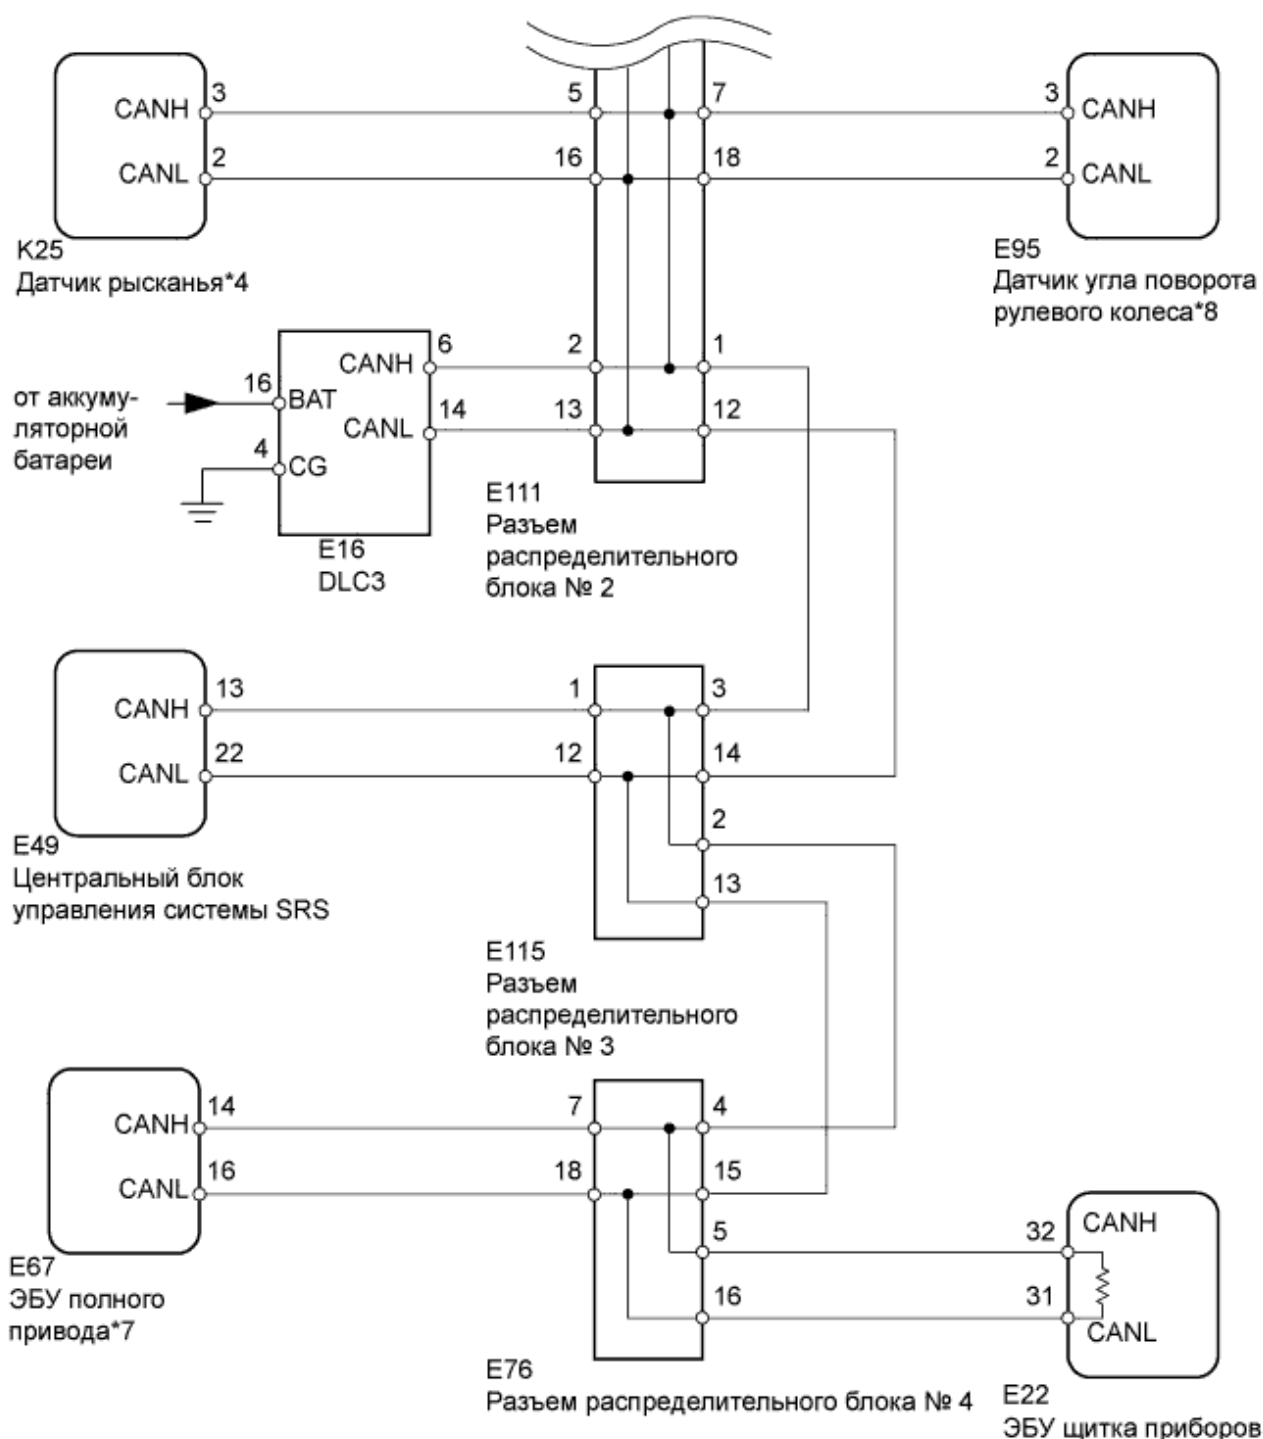 CANH 3 5 7 3 CANH
CANL 2 16 18 2 CANL
K25
Датчик рысканья*4
E95
Датчик угла поворота
рулевого колеса*8
CANH 6 2 1
от аккуму-
ляторной
батареи
16 BAT
CANL 14 13 12
4 CG
E16
DLC3
E111
Разъем
распределительного
блока № 2
CANH 13 1 3
CANL 22 12 14
2
13
E49
Центральный блок
управления системы SRS
E115
Разъем
распределительного
блока № 3
CANH 14 7 4
CANL 16 18 15
5 32 CANH
16 31 CANL
E67
ЭБУ полного
привода*7
E76
Разъем распределительного блока № 4
E22
ЭБУ щитка приборов